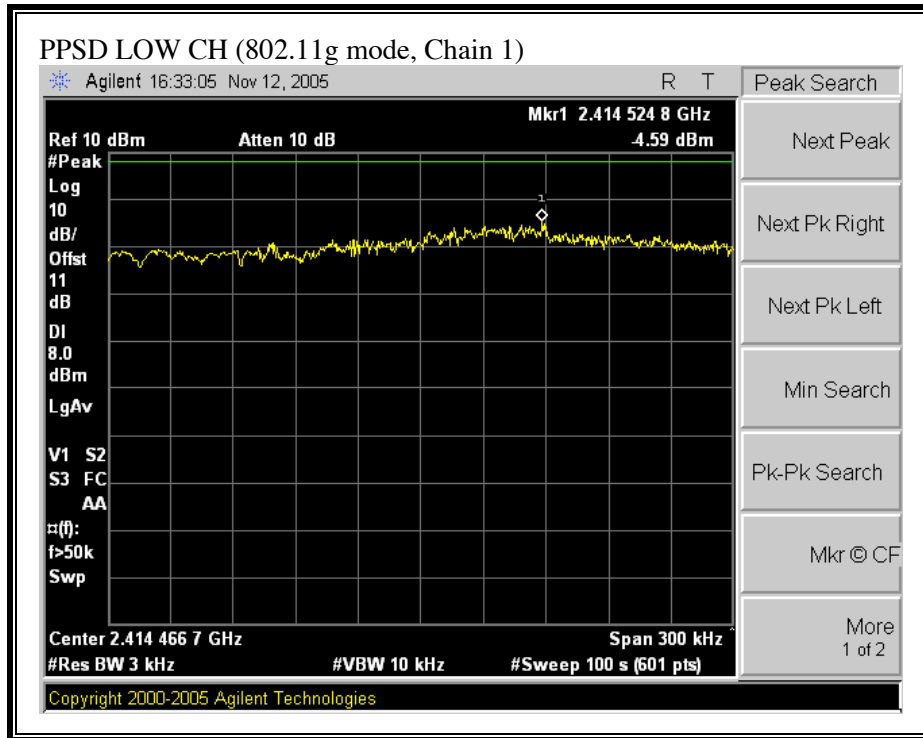 PPSD LOW CH (802.11g mode, Chain 1)
Agilent 16:33:05 Nov 12, 2005 R T
Peak Search
Mkr1 2.414 524 8 GHz
Ref 10 dBm Atten 10 dB -4.59 dBm
#Peak
Log
10
dB/
Offst
11
dB
DI
8.0
dBm
LgAv
V1 S2
S3 FC
AA
¤(f):
f>50k
Swp
1
Center 2.414 466 7 GHz Span 300 kHz
#Res BW 3 kHz #VBW 10 kHz #Sweep 100 s (601 pts)
Copyright 2000-2005 Agilent Technologies
Next Peak
Next Pk Right
Next Pk Left
Min Search
Pk-Pk Search
Mkr © CF
More
1 of 2